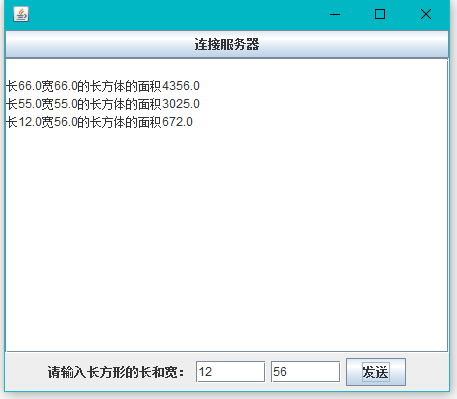 连接服务器
长66.0宽66.0的长方体的面积4356.0
长55.0宽55.0的长方体的面积3025.0
长12.0宽56.0的长方体的面积672.0
请输入长方形的长和宽： 12 56 发送